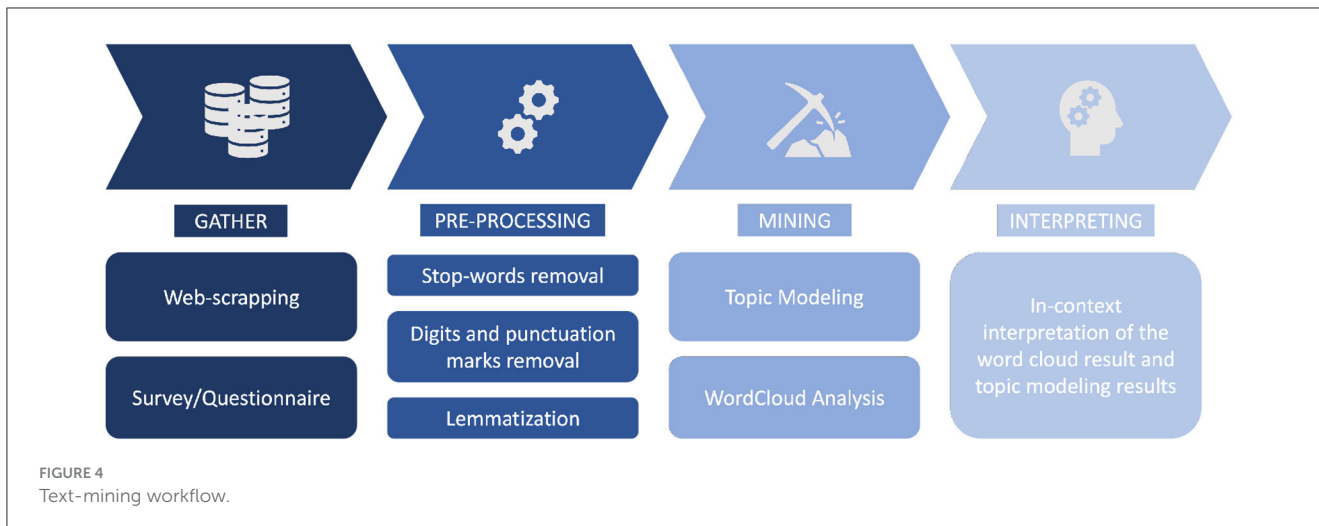 GATHER
PRE-PROCESSING
MINING
INTERPRETING
Web-scrapping
Survey/Questionnaire
Stop-words removal
Digits and punctuation
marks removal
Lemmatization
Topic Modeling
WordCloud Analysis
In-context
interpretation of the
word cloud result and
topic modeling results
FIGURE 4
Text-mining workflow.